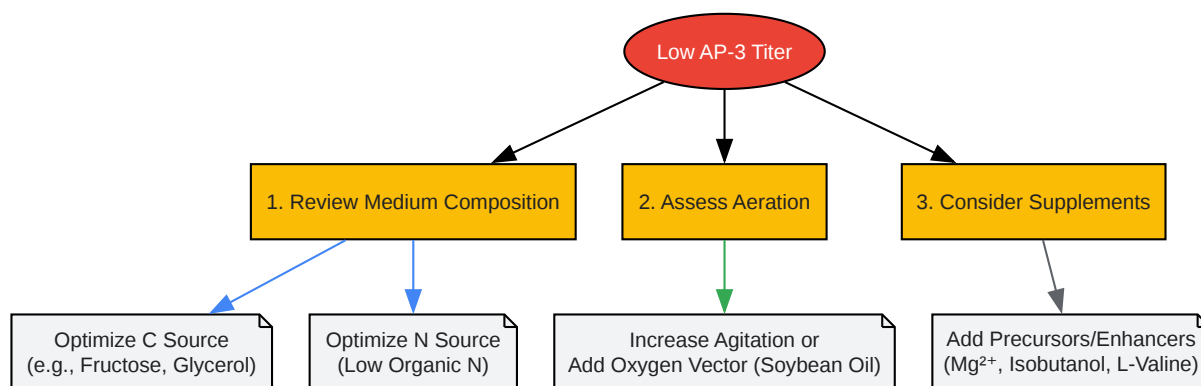 Low AP-3 Titer
1. Review Medium Composition
2. Assess Aeration
3. Consider Supplements
Optimize C Source
(e.g., Fructose, Glycerol)
Optimize N Source
(Low Organic N)
Increase Agitation or
Add Oxygen Vector (Soybean Oil)
Add Precursors/Enhancers
(Mg²⁺, Isobutanol, L-Valine)